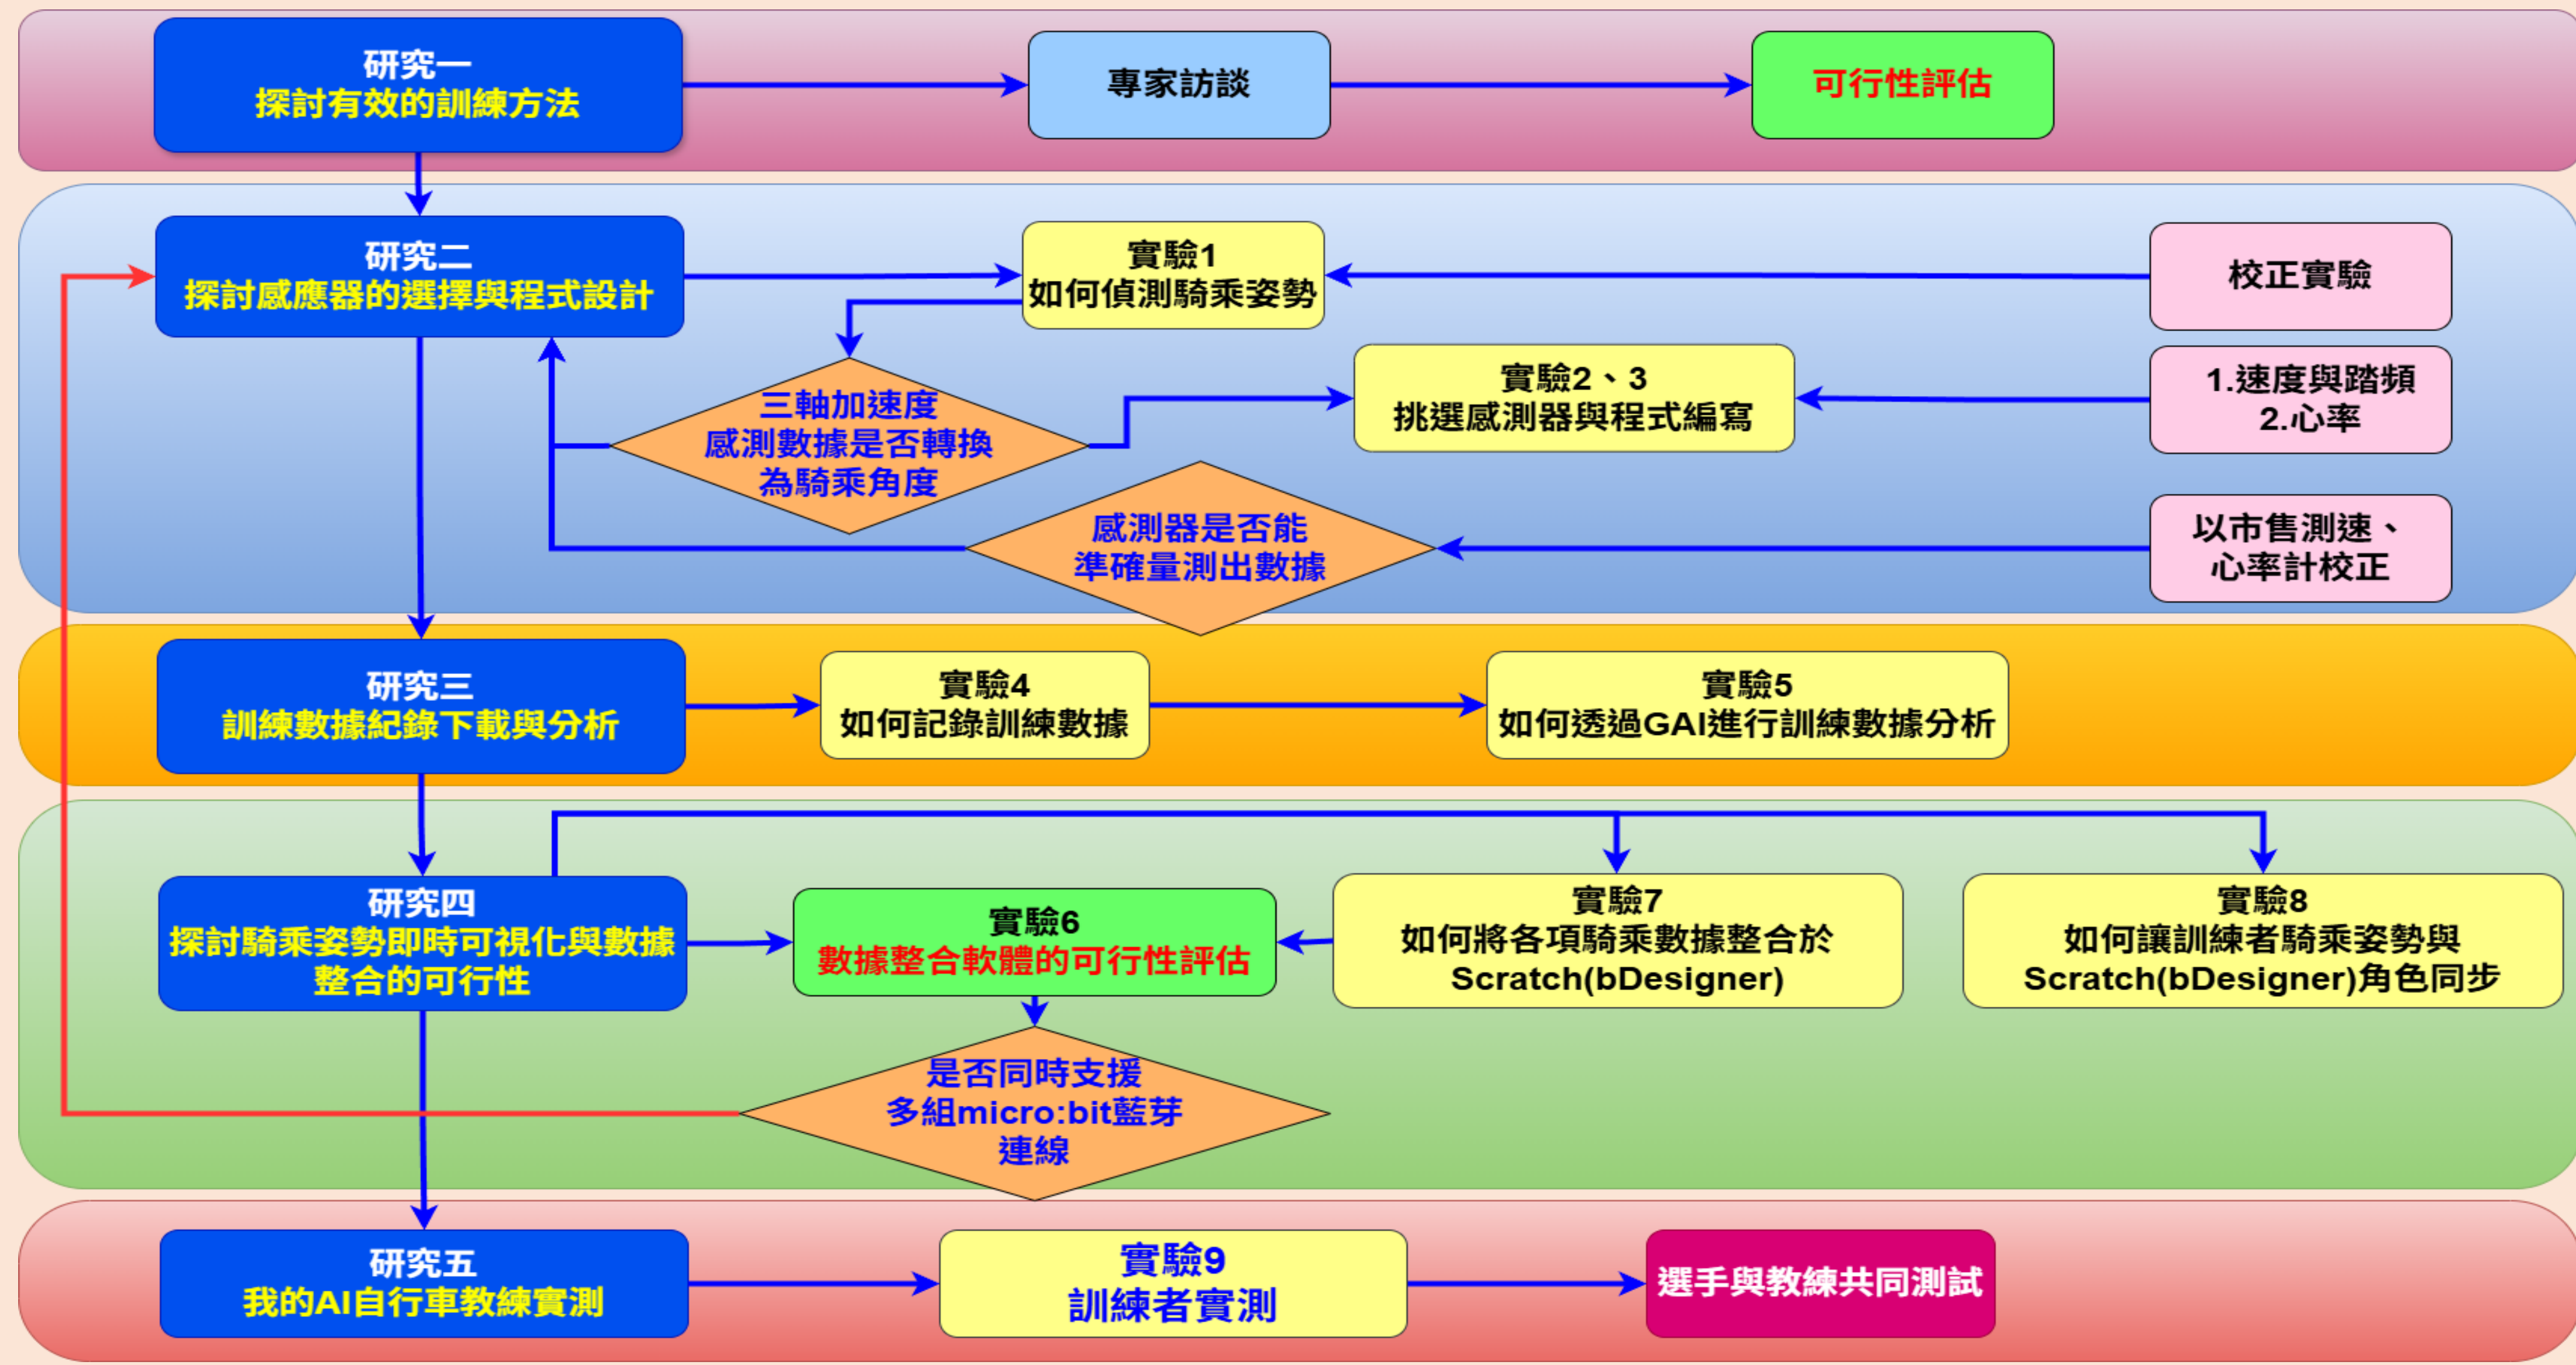 研究一
探討有效的訓練方法
專家訪談
可行性評估
研究二
探討感應器的選擇與程式設計
實驗1
如何偵測騎乘姿勢
校正實驗
三軸加速度
感測數據是否轉換
為騎乘角度
實驗2、3
挑選感測器與程式編寫
1.速度與踏頻
2.心率
感測器是否能
準確量測出數據
以市售測速、
心率計校正
研究三
訓練數據紀錄下載與分析
實驗4
如何記錄訓練數據
實驗5
如何透過GAI進行訓練數據分析
研究四
探討騎乘姿勢即時可視化與數據
整合的可行性
實驗6
數據整合軟體的可行性評估
實驗7
如何將各項騎乘數據整合於
Scratch(bDesigner)
實驗8
如何讓訓練者騎乘姿勢與
Scratch(bDesigner)角色同步
是否同時支援
多組micro:bit藍芽
連線
研究五
我的AI自行車教練實測
實驗9
訓練者實測
選手與教練共同測試